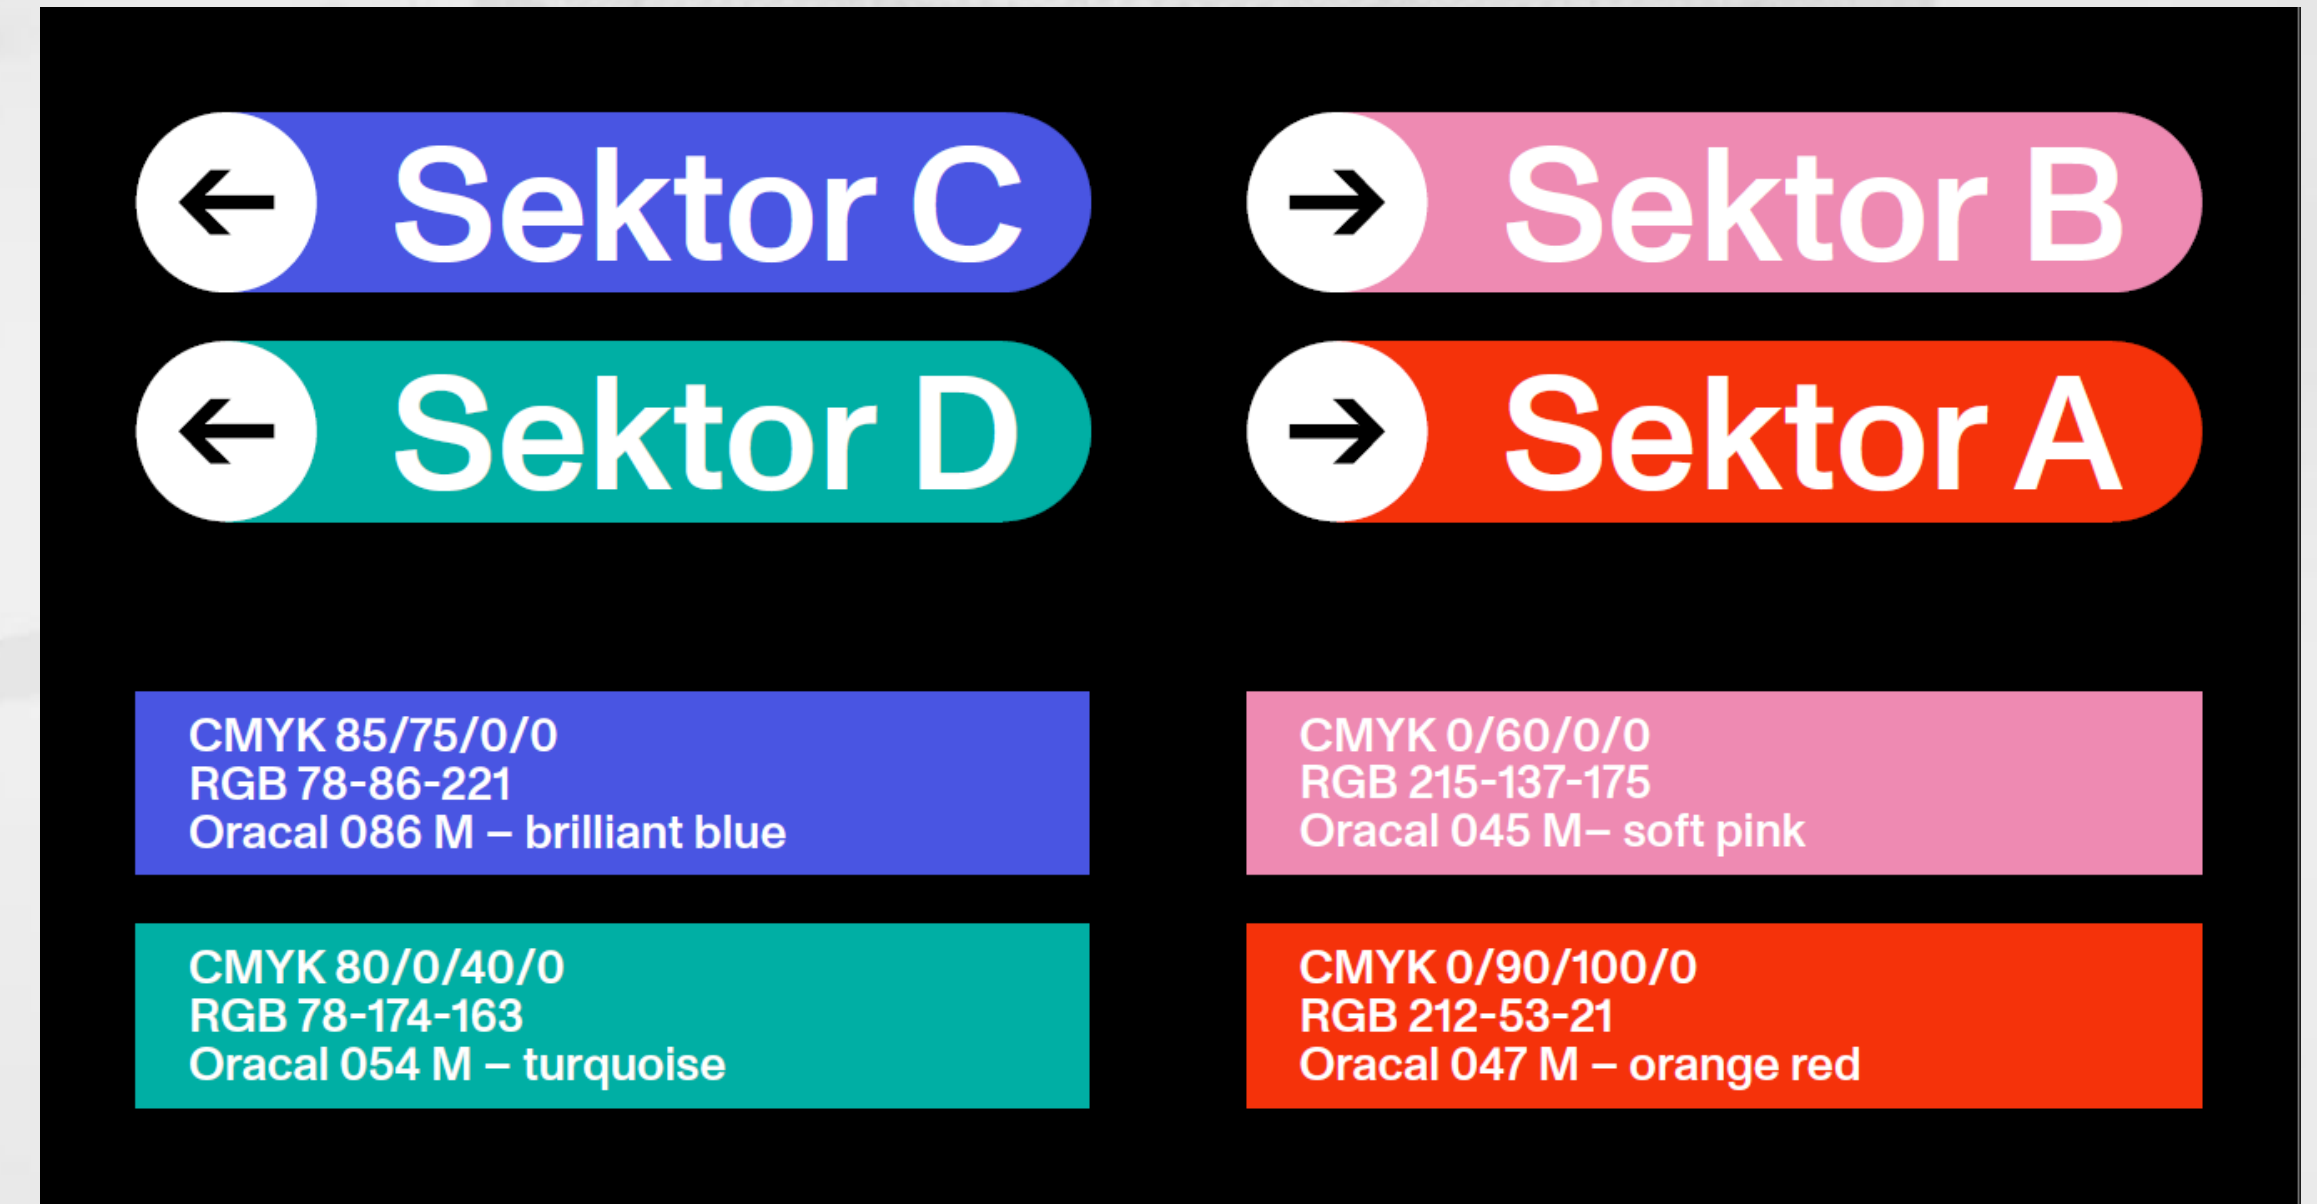 Sektor C
Sektor B
Sektor D
Sektor A
CMYK 85/75/0/0
RGB 78-86-221
Oracal 086 M – brilliant blue
CMYK 0/60/0/0
RGB 215-137-175
Oracal 045 M– soft pink
CMYK 80/0/40/0
RGB 78-174-163
Oracal 054 M – turquoise
CMYK 0/90/100/0
RGB 212-53-21
Oracal 047 M – orange red